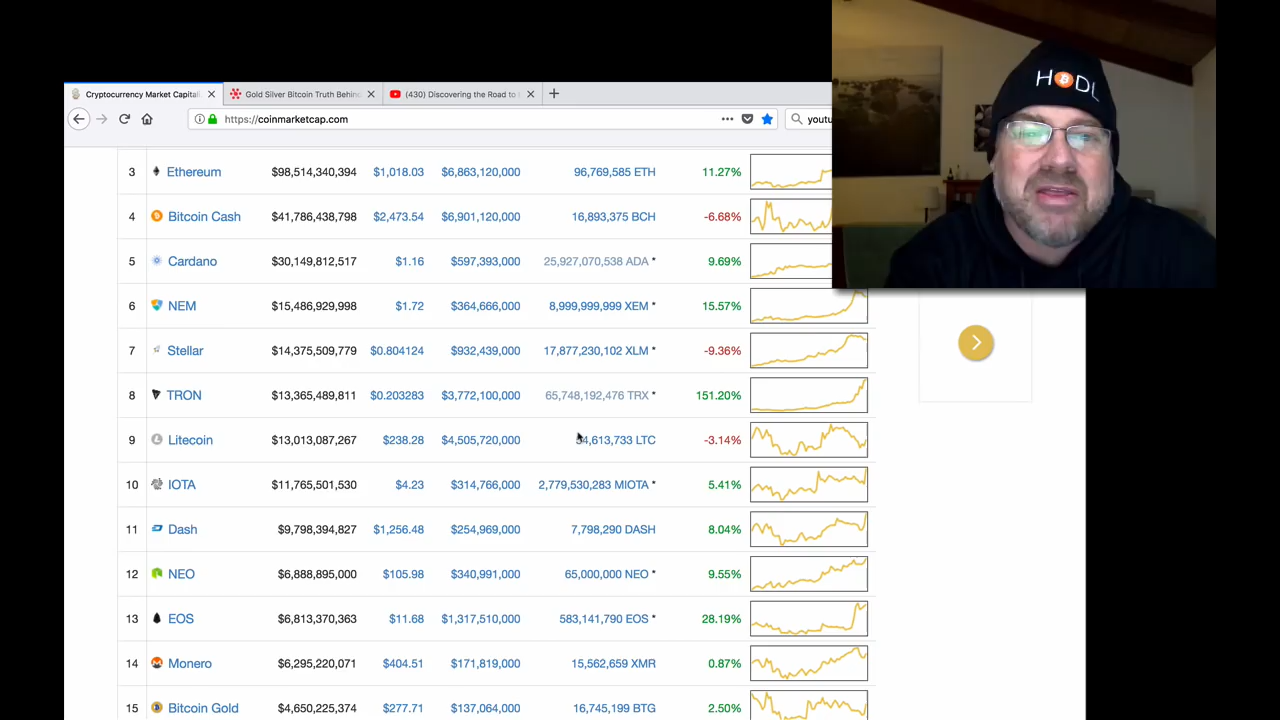 HODL
Cryptocurrency Market Capitali
Gold Silver Bitcoin Truth Behin
(430) Discovering the Road to
https://coinmarketcap.com
youtu
3 Ethereum $98,514,340,394 $1,018.03 $6,863,120,000 96,769,585 ETH 11.27%
4 Bitcoin Cash $41,786,438,798 $2,473.54 $6,901,120,000 16,893,375 BCH -6.68%
5 Cardano $30,149,812,517 $1.16 $597,393,000 25,927,070,538 ADA * 9.69%
6 NEM $15,486,929,998 $1.72 $364,666,000 8,999,999,999 XEM * 15.57%
7 Stellar $14,375,509,779 $0.804124 $932,439,000 17,877,230,102 XLM * -9.36%
8 TRON $13,365,489,811 $0.203283 $3,772,100,000 65,748,192,476 TRX * 151.20%
9 Litecoin $13,013,087,267 $238.28 $4,505,720,000 54,613,733 LTC -3.14%
10 IOTA $11,765,501,530 $4.23 $314,766,000 2,779,530,283 MIOTA * 5.41%
11 Dash $9,798,394,827 $1,256.48 $254,969,000 7,798,290 DASH 8.04%
12 NEO $6,888,895,000 $105.98 $340,991,000 65,000,000 NEO * 9.55%
13 EOS $6,813,370,363 $11.68 $1,317,510,000 583,141,790 EOS * 28.19%
14 Monero $6,295,220,071 $404.51 $171,819,000 15,562,659 XMR 0.87%
15 Bitcoin Gold $4,650,225,374 $277.71 $137,064,000 16,745,199 BTG 2.50%